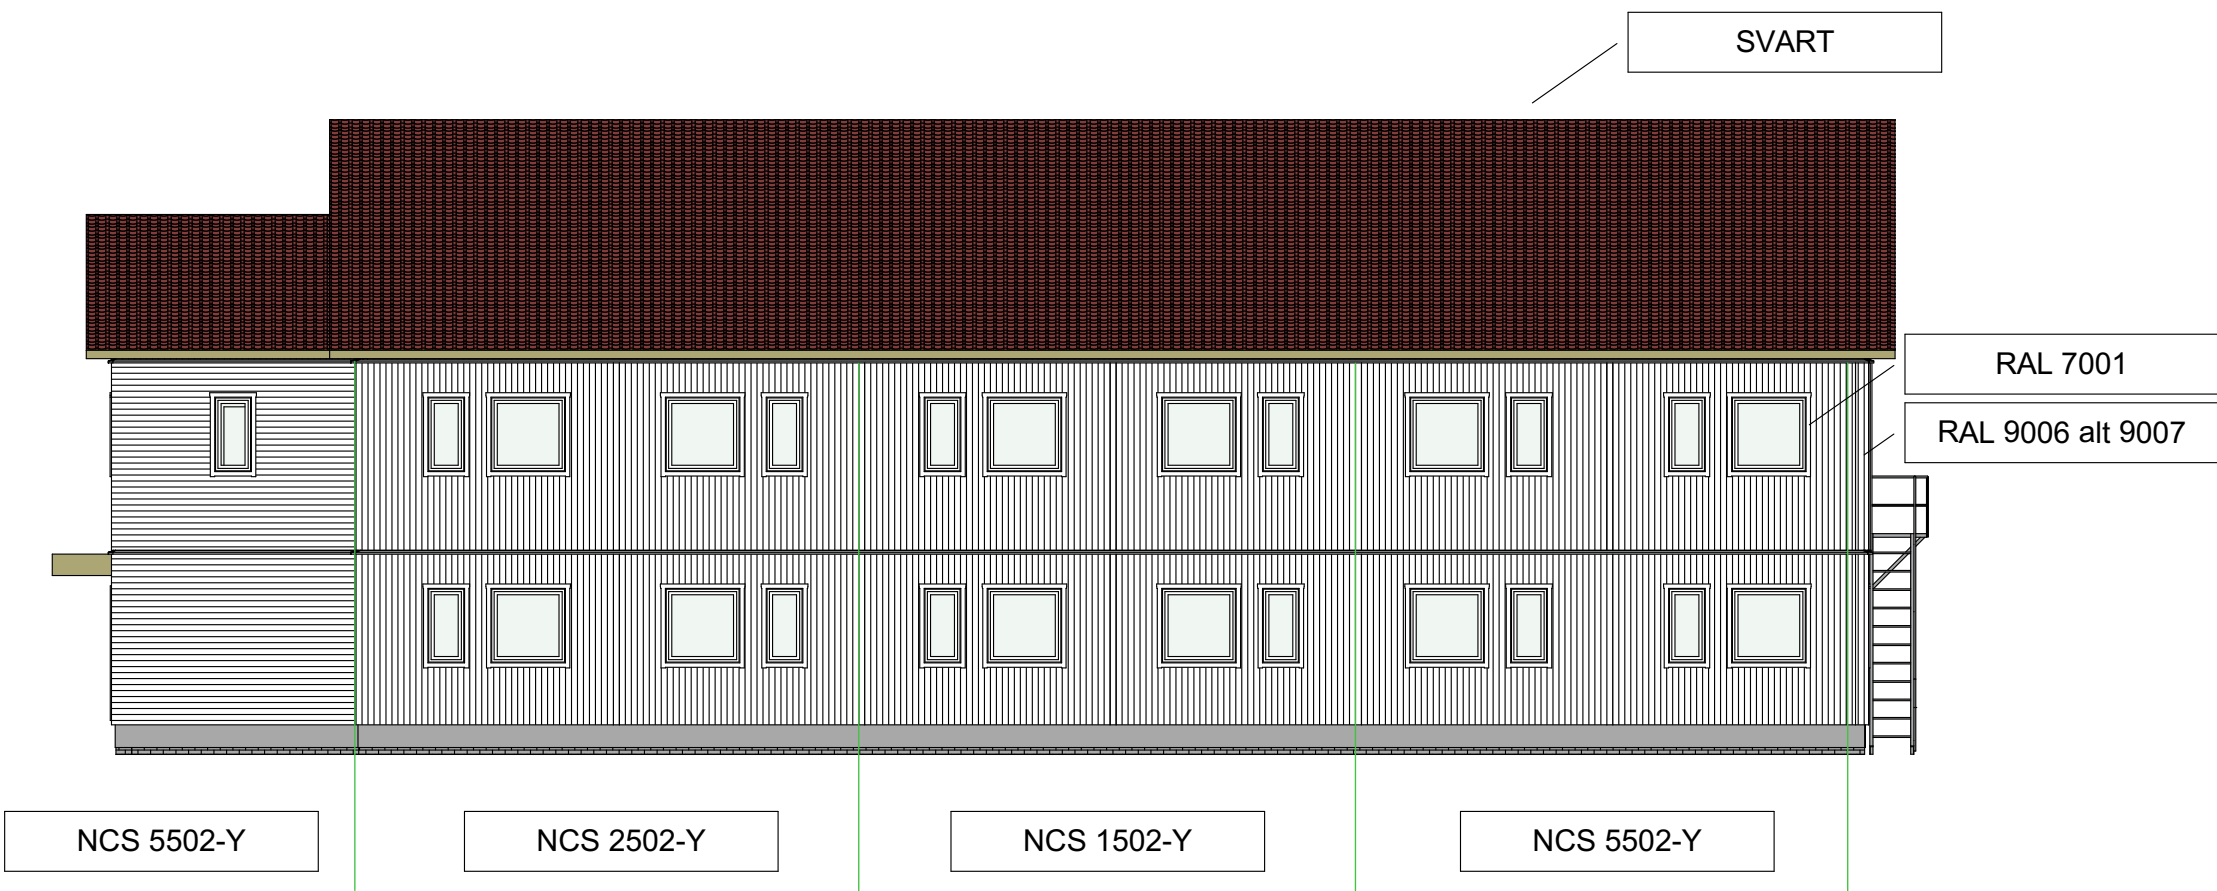 SVART
RAL 7001
RAL 9006 alt 9007
NCS 5502-Y
NCS 2502-Y
NCS 1502-Y
NCS 5502-Y